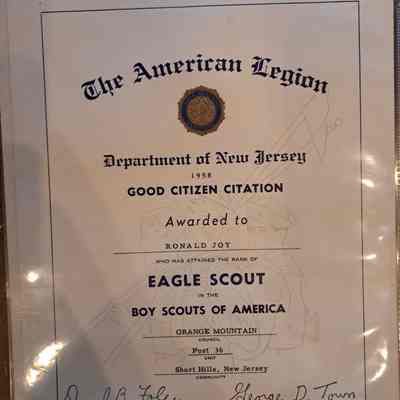 The American Legion
Department of New Jersey
1958
GOOD CITIZEN CITATION
Awarded to
RONALD JOY
WHO HAS ATTAINED THE RANK OF
EAGLE SCOUT
IN THE
BOY SCOUTS OF AMERICA
ORANGE MOUNTAIN
COUNCIL
Post 36
UNIT
Short Hills, New Jersey
COMMUNITY
George D. Town